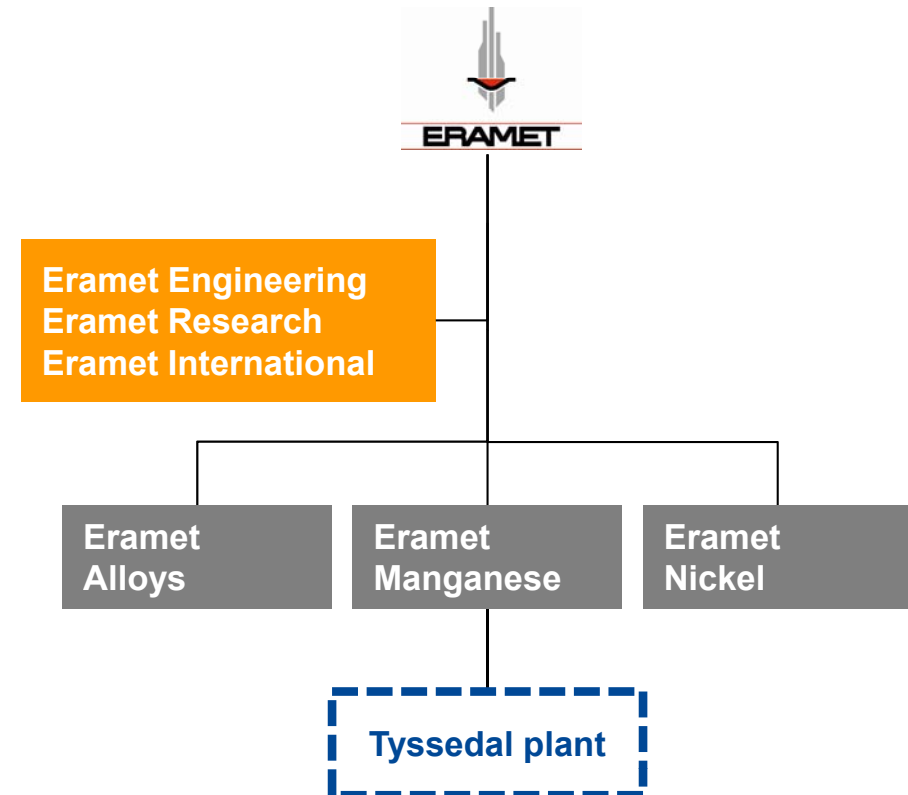 ERAMET
Eramet Engineering
Eramet Research
Eramet International
Eramet
Alloys
Eramet
Manganese
Eramet
Nickel
Tyssedal plant